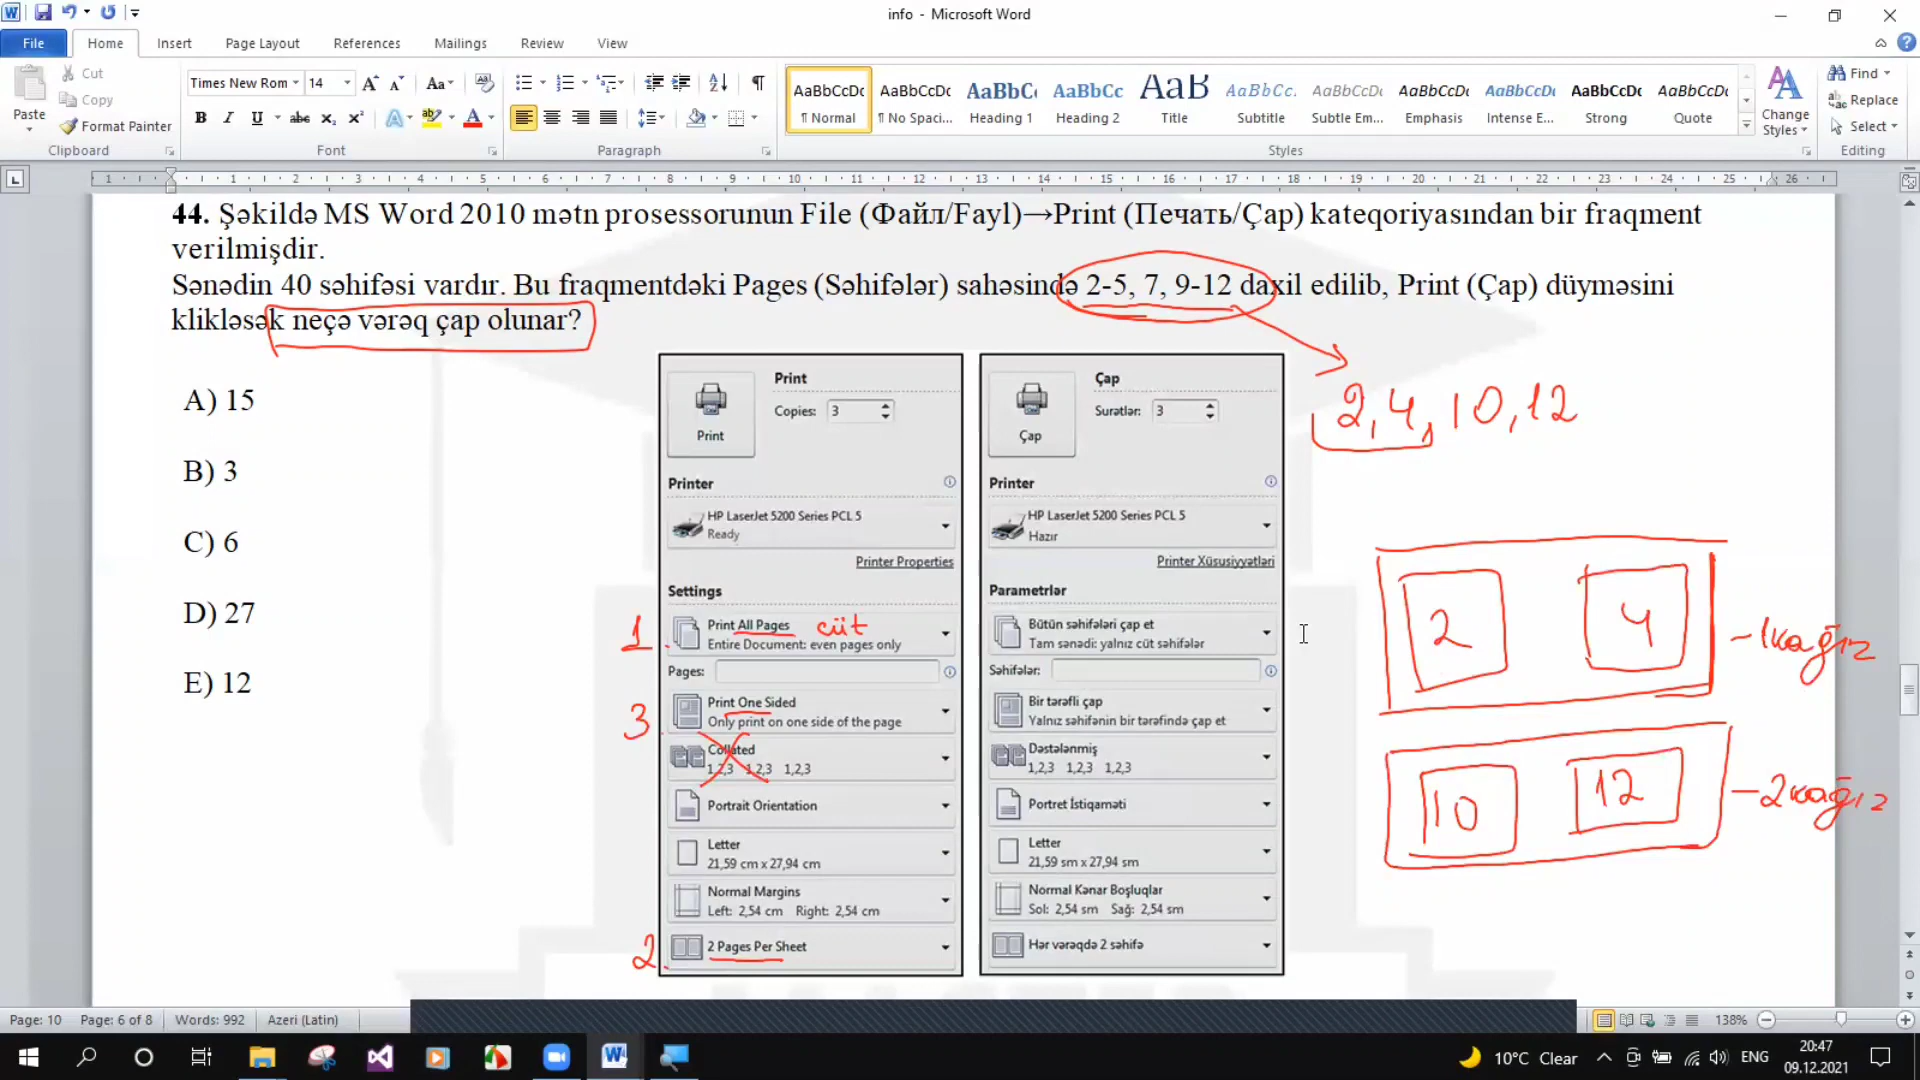 info - Microsoft Word
File Home Insert Page Layout References Mailings Review View
Cut
Copy
Format Painter
Paste
Times New Rom 14
AaBbCcDc AaBbCcDc AaBbC AaBbCc AaB AaBbCc. AaBbCcDc AaBbCcDc AaBbCcDc AaBbCcDc AaBbCcDc
¶ Normal ¶ No Spaci... Heading 1 Heading 2 Title Subtitle Subtle Em... Emphasis Intense E... Strong Quote
Change Styles
Find
Replace
Select
Clipboard Font Paragraph Styles Editing
44. Şəkildə MS Word 2010 mətn prosessorunun File (Файл/Fayl)→Print (Печать/Çap) kateqoriyasından bir fraqment
verilmişdir.
Sənədin 40 səhifəsi vardır. Bu fraqmentdəki Pages (Səhifələr) sahəsində 2-5, 7, 9-12 daxil edilib, Print (Çap) düyməsini
klikləsək neçə vərəq çap olunar?
A) 15
B) 3
C) 6
D) 27
E) 12
Print
Copies: 3
Print
Printer
HP LaserJet 5200 Series PCL 5
Ready
Printer Properties
Settings
1.
Print All Pages cüt
Entire Document: even pages only
Pages:
3.
Print One Sided
Only print on one side of the page
Collated
1,2,3 1,2,3 1,2,3
Portrait Orientation
Letter
21,59 cm x 27,94 cm
Normal Margins
Left: 2,54 cm Right: 2,54 cm
2.
2 Pages Per Sheet
Çap
Surətlər: 3
Çap
Printer
HP LaserJet 5200 Series PCL 5
Hazır
Printer Xüsusiyyətləri
Parametrlər
Bütün səhifələri çap et
Tam sənədi: yalnız cüt səhifələr
Səhifələr:
Bir tərəfli çap
Yalnız səhifənin bir tərəfində çap et
Dəstələnmiş
1,2,3 1,2,3 1,2,3
Portret İstiqaməti
Letter
21,59 sm x 27,94 sm
Normal Kənar Boşluqlar
Sol: 2,54 sm Sağ: 2,54 sm
Hər vərəqdə 2 səhifə
2, 4, 10, 12
2 4 - 1 kağız
10 12 - 2 kağız
MASTER
Page: 10 Page: 6 of 8 Words: 992 Azeri (Latin) 138%
10°C Clear ENG 20:47
09.12.2021